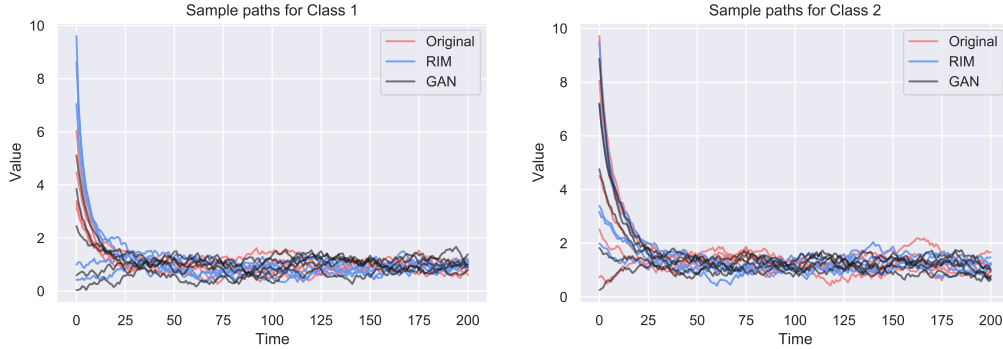 Sample paths for Class 1
Original
RIM
GAN
10
8
6
4
2
0
Value
0 25 50 75 100 125 150 175 200
Time
Sample paths for Class 2
Original
RIM
GAN
10
8
6
4
2
0
Value
0 25 50 75 100 125 150 175 200
Time